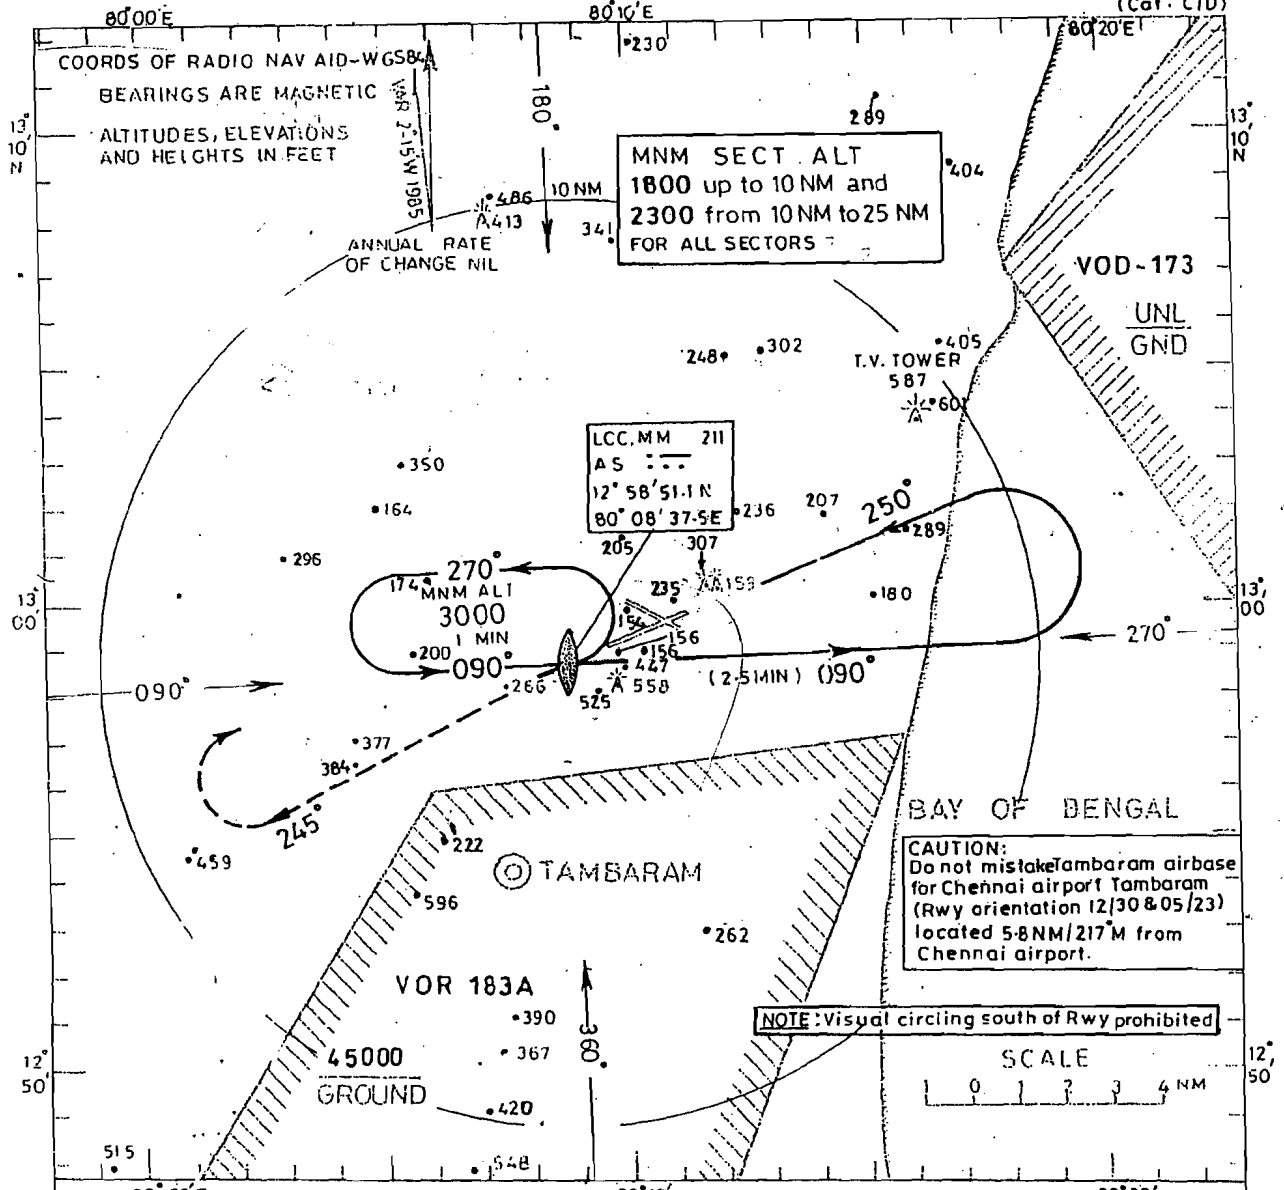 80°00'E
80°10'E
(Cat. C/D)
80°20'E
COORDS OF RADIO NAV AID-WGS84
BEARINGS ARE MAGNETIC
ALTITUDES, ELEVATIONS
AND HEIGHTS IN FEET
VAR 2°-15'W 1985
ANNUAL RATE
OF CHANGE NIL
13°
10'
N
13°
10'
N
230
180°
289
404
MNM SECT. ALT
1800 up to 10 NM and
2300 from 10 NM to 25 NM
FOR ALL SECTORS
486
413
10 NM
341
VOD-173
UNL
GND
248
302
405
T.V. TOWER
587
601
LCC, MM 211
AS
12° 58' 51.1 N
80° 08' 37.5E
350
164
296
236
207
250°
289
205
307
270°
174
MNM ALT
3000
1 MIN
090°
200
235
159
180
154
156
156
447
558
525
266
(2.5 MIN) 090°
270°
13°
00'
13°
00'
090°
377
384
245°
459
222
596
TAMBARAM
262
BAY OF BENGAL
CAUTION:
Do not mistake Tambaram airbase
for Chennai airport Tambaram
(Rwy orientation 12/30 & 05/23)
located 5.8NM/217°M from
Chennai airport.
VOR 183A
390
367
360°
45000
GROUND
420
548
515
NOTE: Visual circling south of Rwy prohibited
SCALE
1 0 1 2 3 4 NM
12°
50'
12°
50'